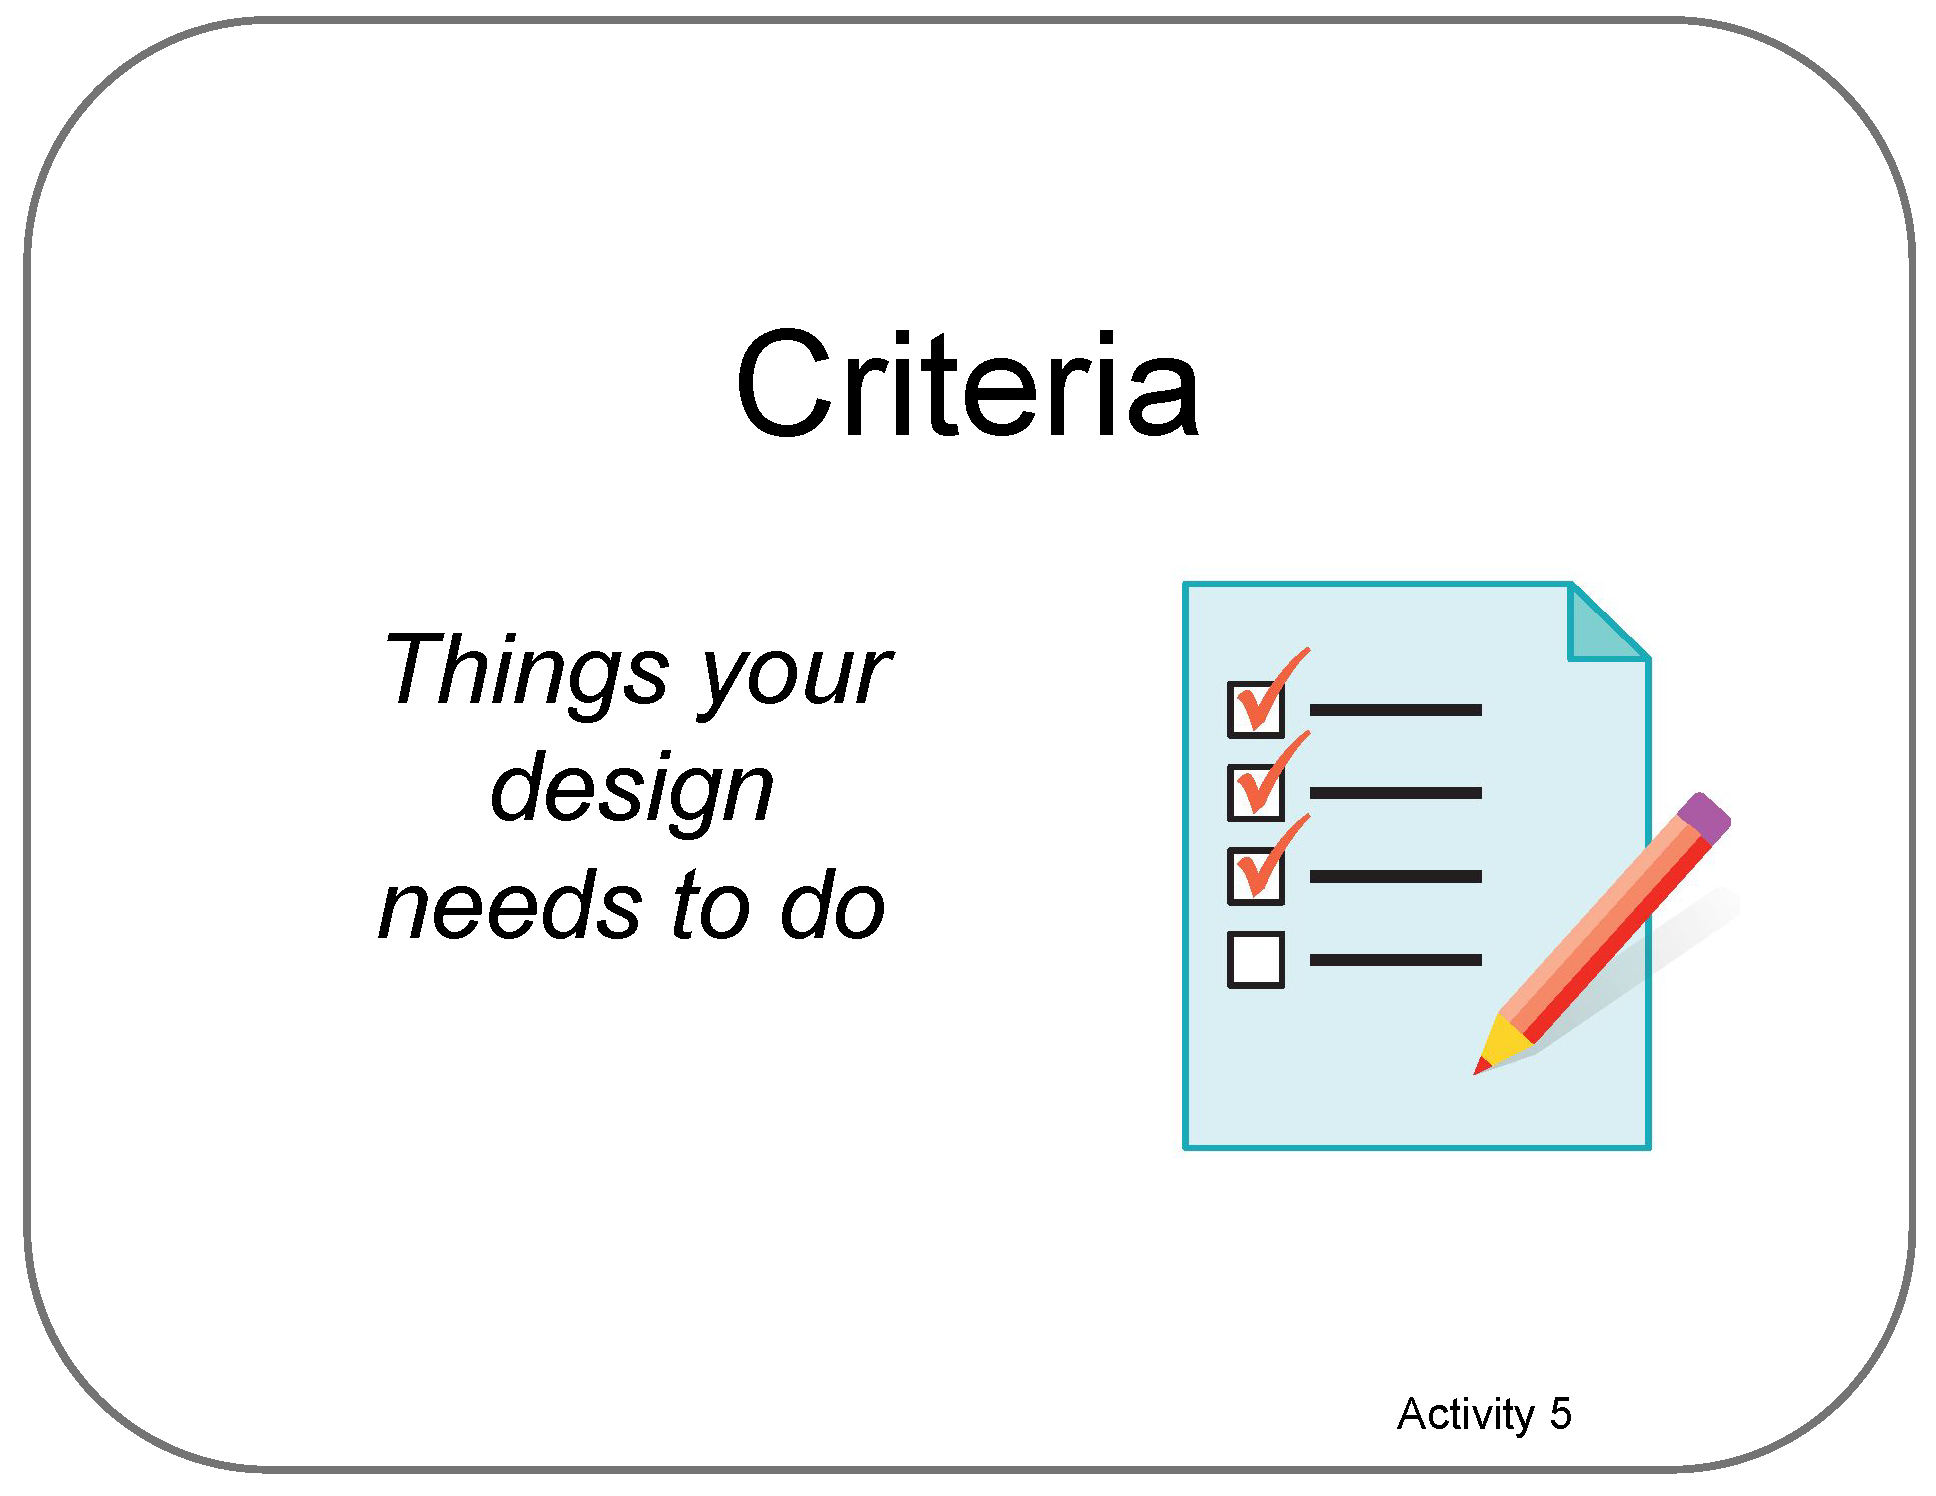 Criteria
Things your
design
needs to do
Activity 5